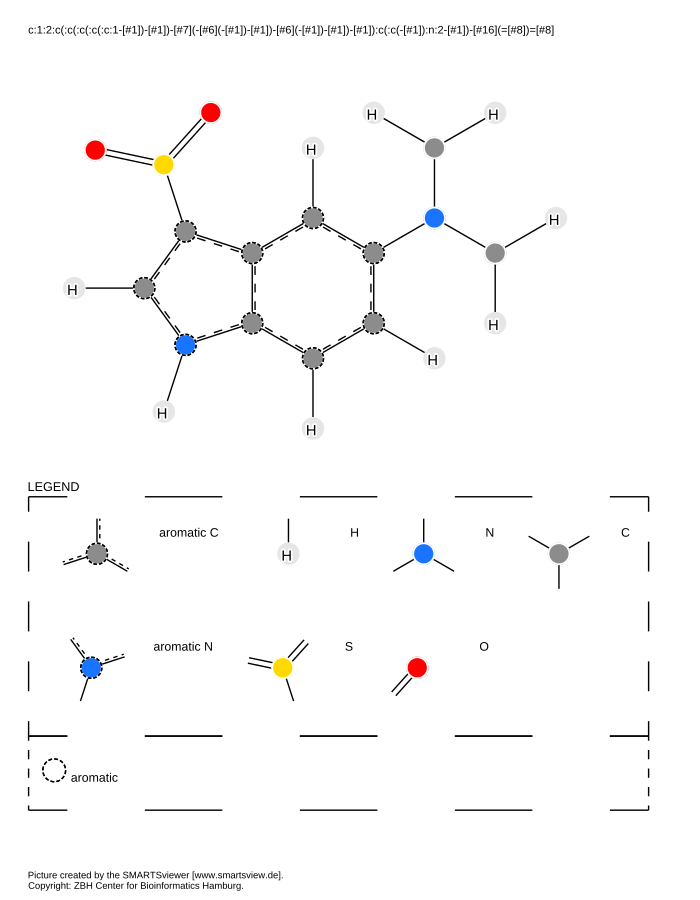 c:1:2:c(:c(:c(:c(:c:1-[#1])-[#1])-[#7](-[#6](-[#1])-[#1])-[#6](-[#1])-[#1])-[#1]):c(:c(-[#1]):n:2-[#1])-[#16](=[#8])=[#8]
H H
H
H
H
H
H
H
H
LEGEND
aromatic C H H N C
aromatic N S O
aromatic
Picture created by the SMARTSviewer [www.smartsview.de].
Copyright: ZBH Center for Bioinformatics Hamburg.